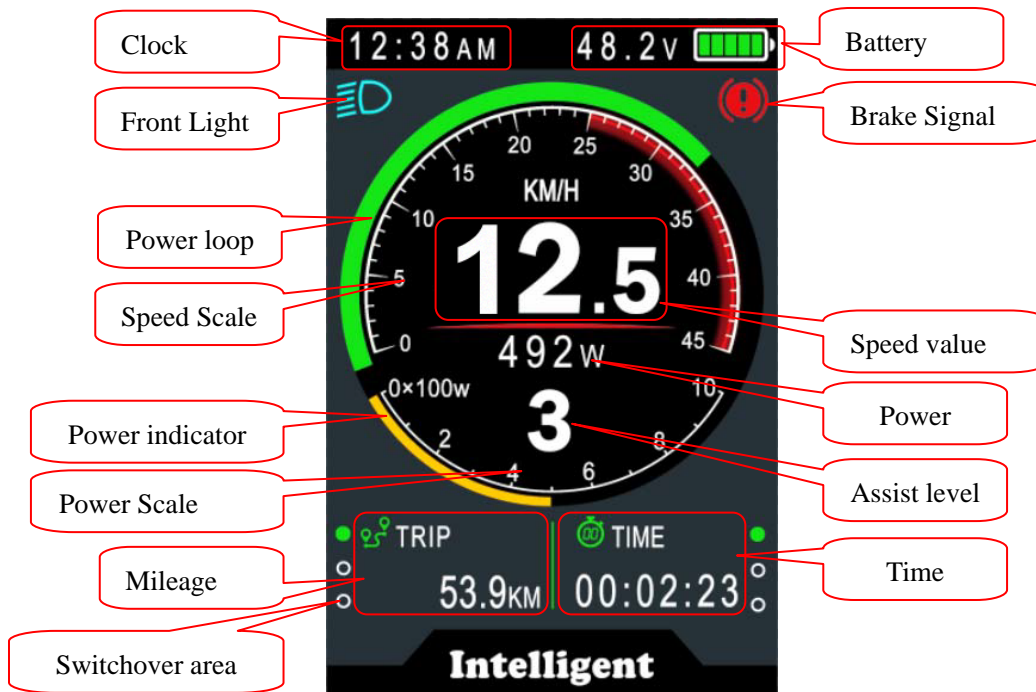 Clock
12:38AM
48.2V
Battery
Front Light
Brake Signal
20
25
15
30
KM/H
10
35
Power loop
12.5
5
40
Speed Scale
0
45
Speed value
492W
0×100w
10
Power
3
Power indicator
2
8
4
6
Power Scale
Assist level
TRIP
TIME
00
Mileage
53.9KM
00:02:23
Time
Switchover area
Intelligent